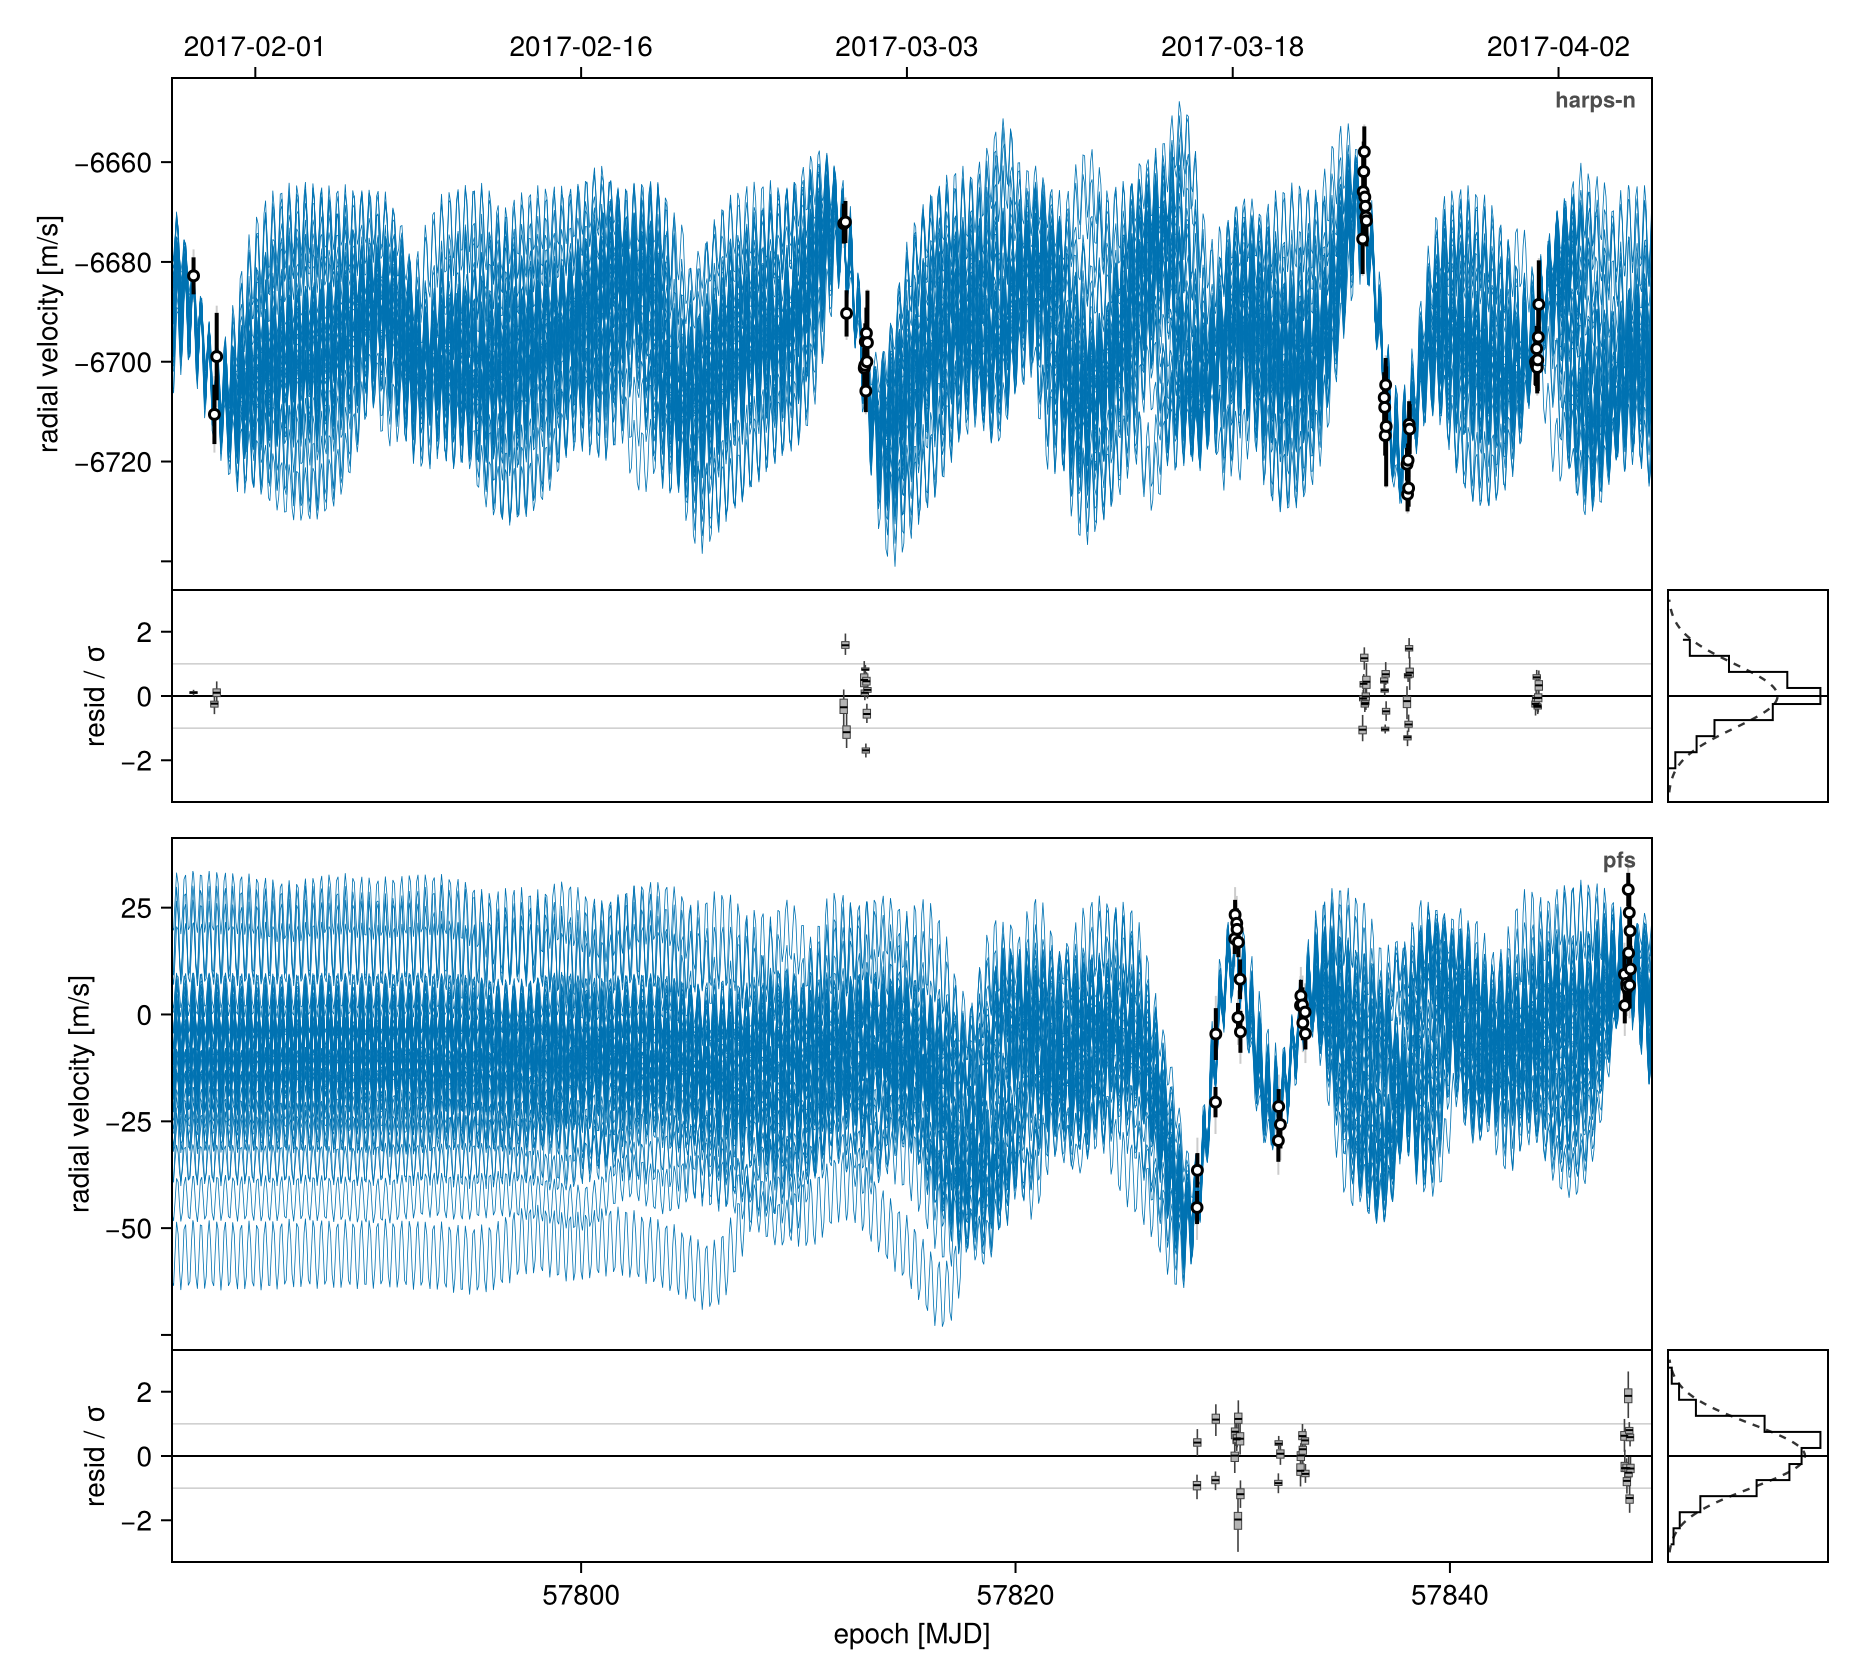 2017-02-01 2017-02-16 2017-03-03 2017-03-18 2017-04-02
harps-n
−6660
−6680
−6700
−6720
radial velocity [m/s]
2
0
−2
resid / σ
pfs
25
0
−25
−50
radial velocity [m/s]
2
0
−2
resid / σ
57800 57820 57840
epoch [MJD]